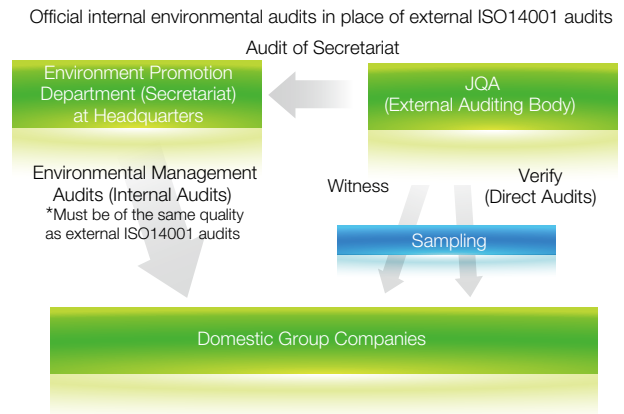 Official internal environmental audits in place of external ISO14001 audits
Audit of Secretariat
Environment Promotion
Department (Secretariat)
at Headquarters
JQA
(External Auditing Body)
Environmental Management
Audits (Internal Audits)
*Must be of the same quality
as external ISO14001 audits
Witness
Verify
(Direct Audits)
Sampling
Domestic Group Companies